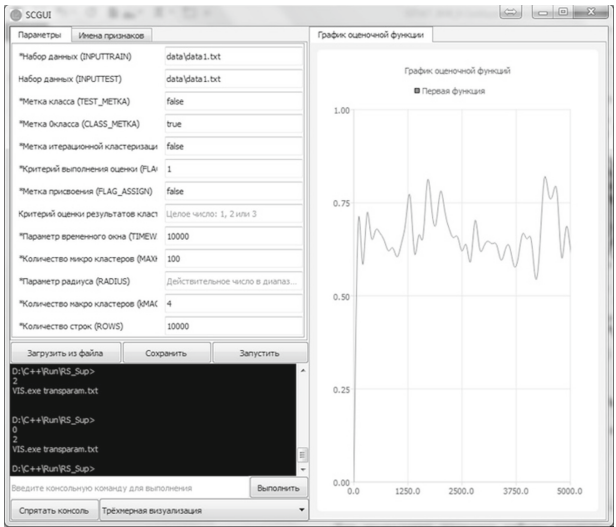 SCGUI
Параметры Имена признаков
*Набор данных (INPUTTRAIN) data\data1.txt
Набор данных (INPUTTEST) data\data1.txt
*Метка класса (TEST_METKA) false
*Метка 0класса (CLASS_METKA) true
*Метка итерационной кластеризаци false
*Критерий выполнения оценки (FLA 1
*Метка присвоения (FLAG_ASSIGN) false
Критерий оценки результатов класт Целое число: 1, 2 или 3
*Параметр временного окна (TIMEW 10000
*Количество микро кластеров (MAX 100
*Параметр радиуса (RADIUS) Действительное число в диапаз...
*Количество макро кластеров (kMAC 4
*Количество строк (ROWS) 10000
Загрузить из файла Сохранить Запустить
D:\C++\Run\RS_Sup>
2
VIS.exe transparam.txt
D:\C++\Run\RS_Sup>
0
2
VIS.exe transparam.txt
D:\C++\Run\RS_Sup>
Введите консольную команду для выполнения Выполнить
Спрятать консоль Трёхмерная визуализация
График оценочной функции
График оценочной функций
Первая функция
1.00
0.75
0.50
0.25
0.00
0.0 1250.0 2500.0 3750.0 5000.0